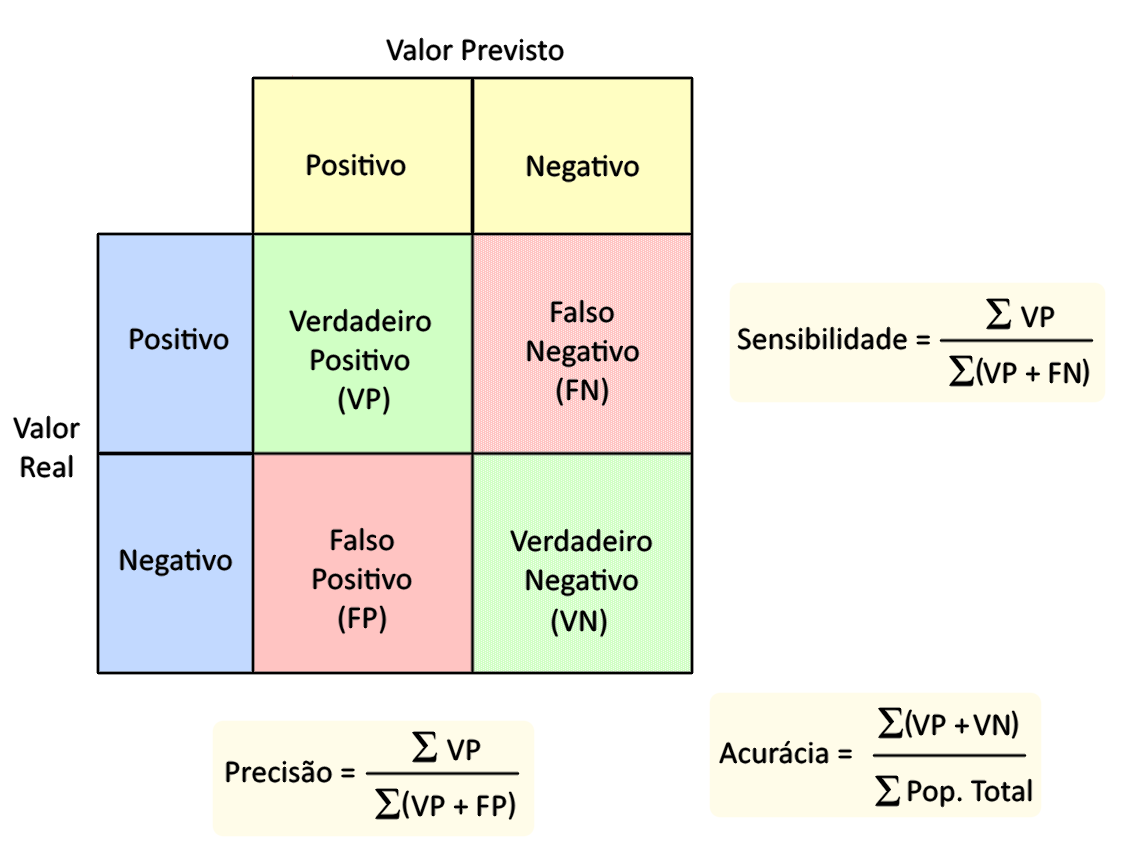 Valor Previsto
Positivo
Negativo
Positivo
Verdadeiro
Positivo
(VP)
Falso
Negativo
(FN)
Sensibilidade = ∑ VP
∑(VP + FN)
Valor
Real
Negativo
Falso
Positivo
(FP)
Verdadeiro
Negativo
(VN)
Precisão = ∑ VP
∑(VP + FP)
Acurácia = ∑(VP +VN)
∑ Pop. Total